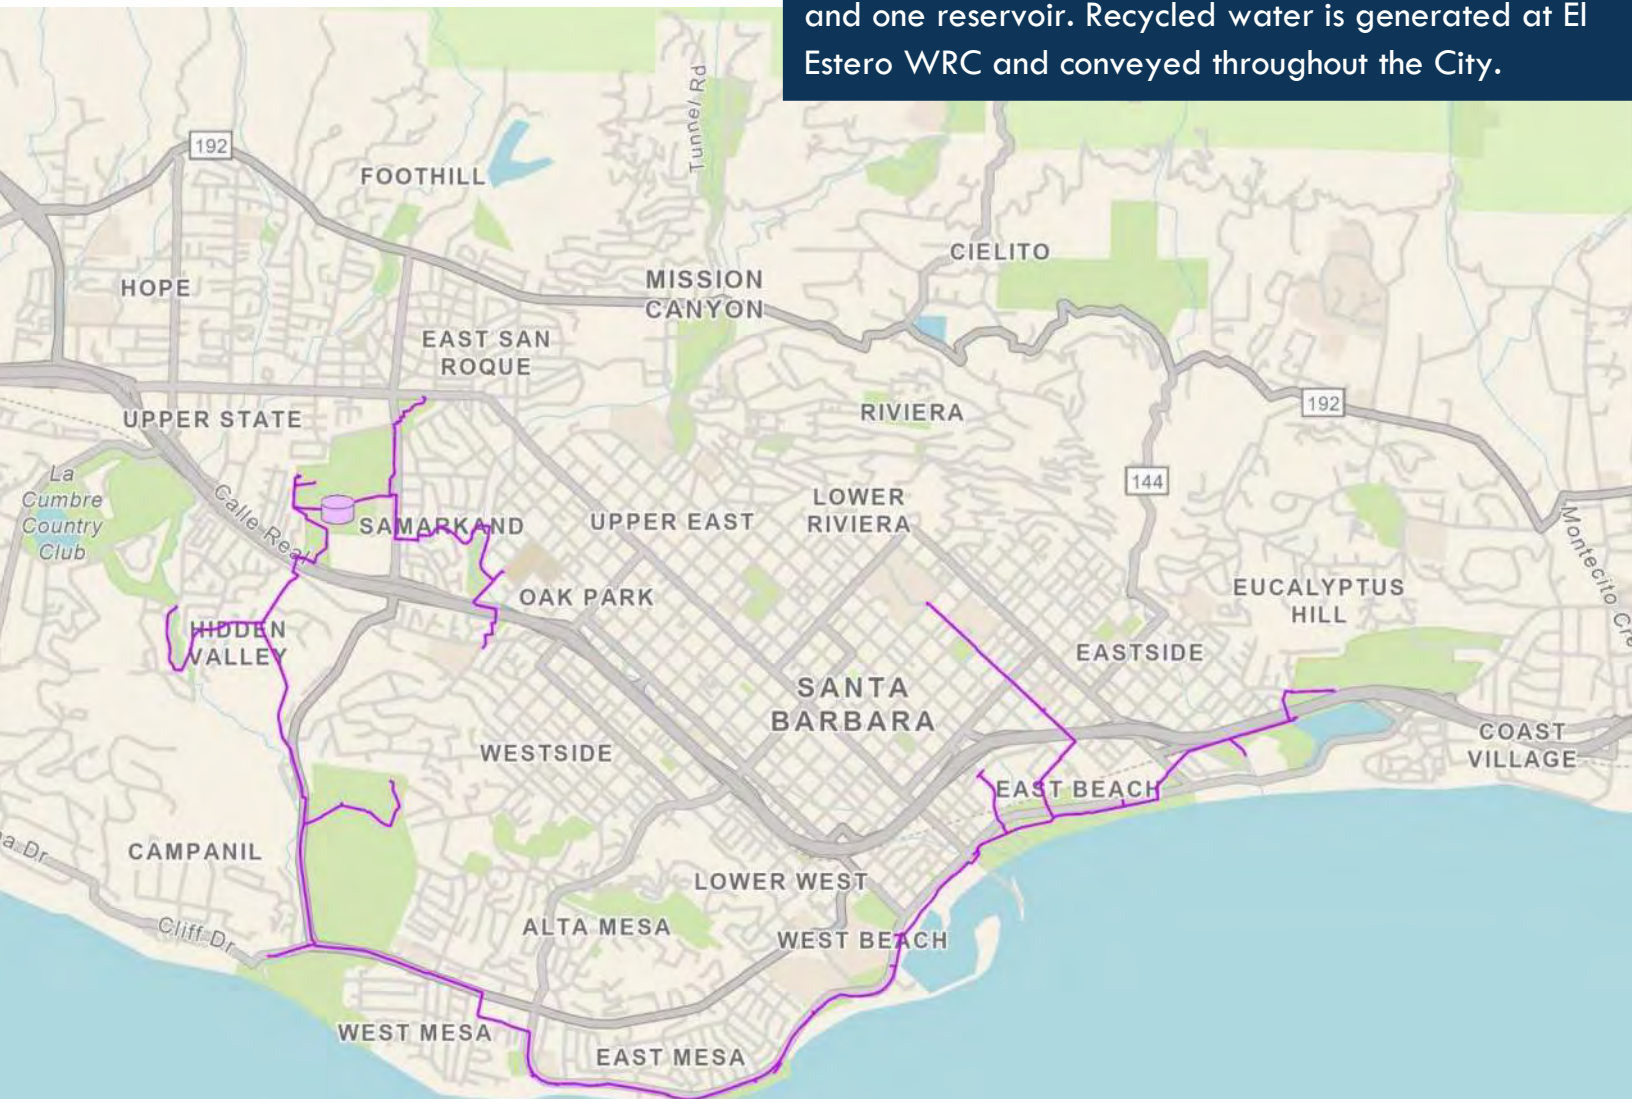 and one reservoir. Recycled water is generated at El
Estero WRC and conveyed throughout the City.
Tunnel Rd
192
FOOTHILL
CIELITO
HOPE
MISSION
CANYON
EAST SAN
ROQUE
192
UPPER STATE
RIVIERA
La
Cumbre
Country
Club
144
Calle Real
SAMARKAND
UPPER EAST
LOWER
RIVIERA
Montecito
OAK PARK
EUCALYPTUS
HILL
HIDDEN
VALLEY
EASTSIDE
SANTA
BARBARA
WESTSIDE
COAST
VILLAGE
EAST BEACH
Dr
CAMPANIL
LOWER WEST
Cliff Dr
ALTA MESA
WEST BEACH
WEST MESA
EAST MESA